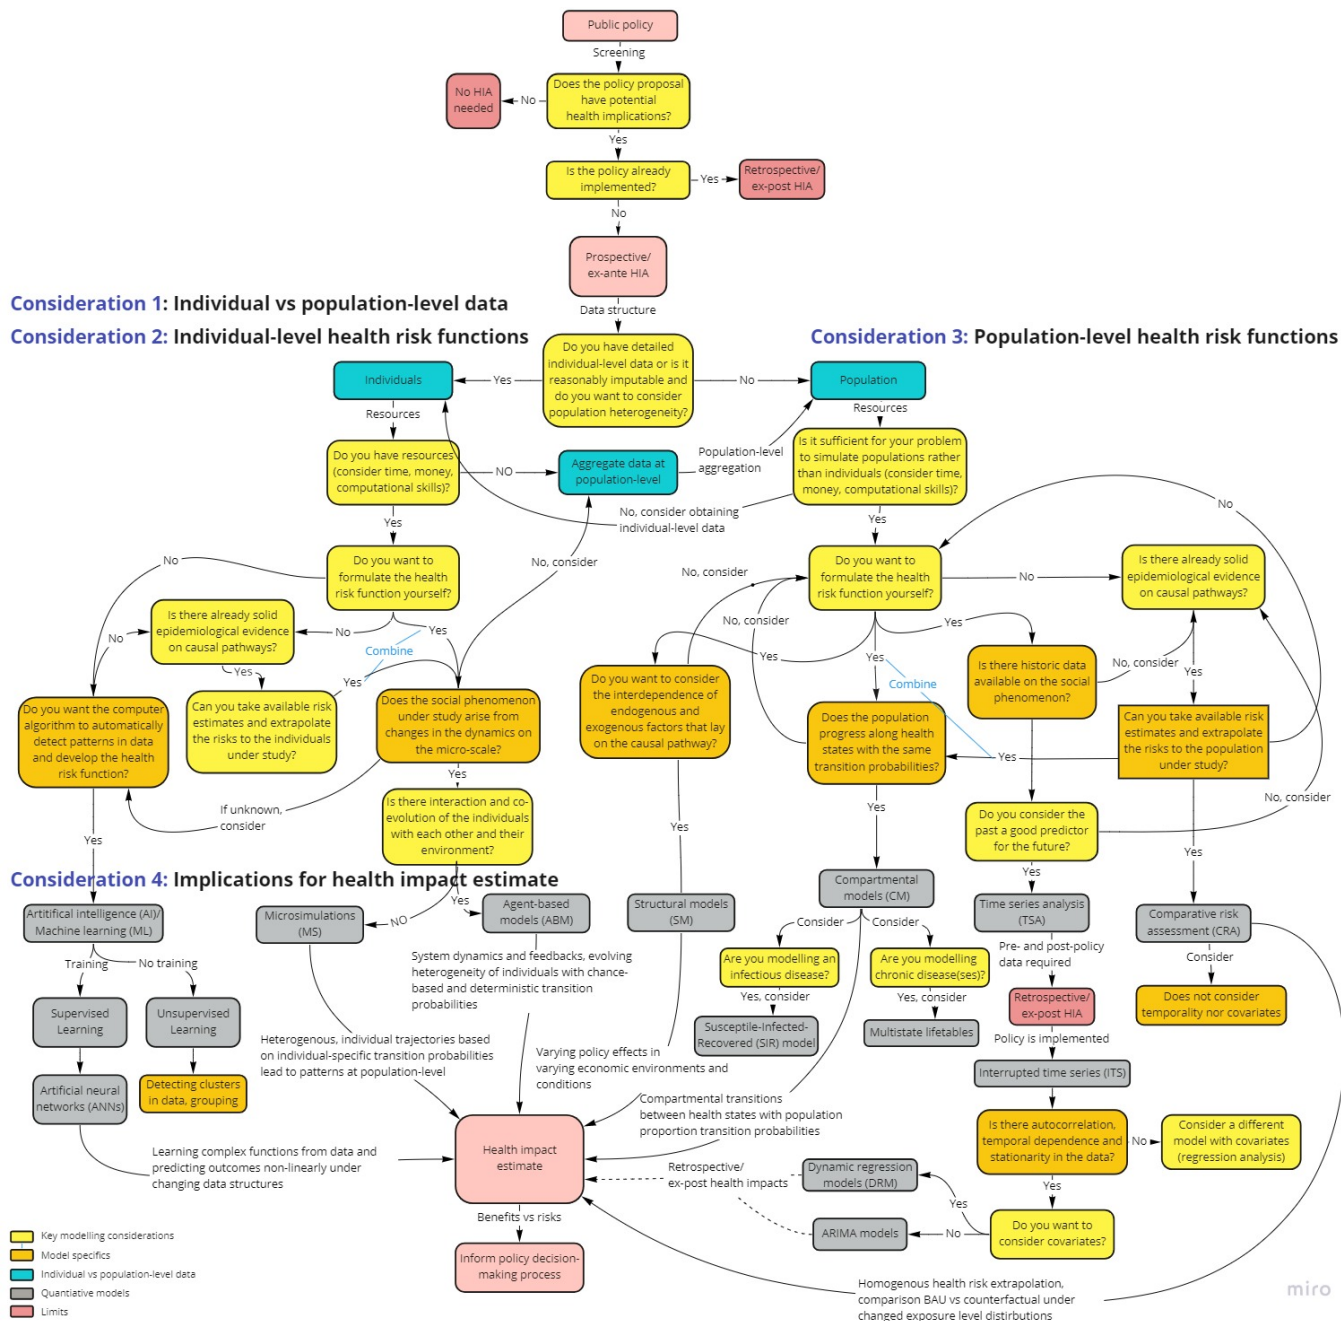 Public policy
Screening
Does the policy proposal
have potential
health implications?
No
No HIA
needed
Yes
Is the policy already
implemented?
Yes
Retrospective/
ex-post HIA
No
Prospective/
ex-ante HIA
Data structure
Consideration 1: Individual vs population-level data
Consideration 2: Individual-level health risk functions
Consideration 3: Population-level health risk functions
Do you have detailed
individual-level data or is it
reasonably imputable and
do you want to consider
population heterogeneity?
Yes
No
Individuals
Population
Resources
Resources
Do you have resources
(consider time, money,
computational skills)?
NO
Aggregate data at
population-level
Population-level
aggregation
Is it sufficient for your problem
to simulate populations rather
than individuals (consider time,
money, computational skills)?
No, consider obtaining
individual-level data
Yes
Yes
No
No
Do you want to
formulate the health
risk function yourself?
No, consider
No, consider
Do you want to
formulate the health
risk function yourself?
No
Is there already solid
epidemiological evidence
on causal pathways?
Is there already solid
epidemiological evidence
on causal pathways?
No
No
Yes
Combine
Yes
Yes
No, consider
Yes
Yes
Yes
Combine
Is there historic data
available on the social
phenomenon?
No, consider
Yes
Do you want the computer
algorithm to automatically
detect patterns in data
and develop the health
risk function?
Can you take available risk
estimates and extrapolate
the risks to the individuals
under study?
Does the social phenomenon
under study arise from
changes in the dynamics on
the micro-scale?
Do you want to consider
the interdependence of
endogenous and
exogenous factors that lay
on the causal pathway?
Does the population
progress along health
states with the same
transition probabilities?
Yes
Can you take available risk
estimates and extrapolate
the risks to the population
under study?
If unknown,
consider
Yes
Yes
Is there interaction and co-
evolution of the individuals
with each other and their
environment?
Yes
Yes
Yes
Do you consider the
past a good predictor
for the future?
No, consider
Yes
Yes
Consideration 4: Implications for health impact estimate
Artifical intelligence (AI)/
Machine learning (ML)
Microsimulations
(MS)
NO
Yes
Agent-based
models (ABM)
Structural models
(SM)
Compartmental
models (CM)
Time series analysis
(TSA)
Comparative risk
assessment (CRA)
Training
No training
System dynamics and feedbacks, evolving
heterogeneity of individuals with chance-
based and deterministic transition
probabilities
Consider
Consider
Pre- and post-policy
data required
Consider
Are you modelling an
infectious disease?
Are you modelling
chronic disease(ses)?
Yes, consider
Yes, consider
Retrospective/
ex-post HIA
Does not consider
temporality nor covariates
Supervised
Learning
Unsupervised
Learning
Susceptile-Infected-
Recovered (SIR) model
Multistate lifetables
Policy is implemented
Heterogenous, individual trajectories based
on individual-specific transition probabilities
lead to patterns at population-level
Varying policy effects in
varying economic environments and
conditions
Interrupted time series (ITS)
Artificial neural
networks (ANNs)
Detecting clusters
in data, grouping
Compartmental transitions
between health states with population
proportion transition probabilities
Is there autocorrelation,
temporal dependence and
stationarity in the data?
No
Consider a different
model with covariates
(regression analysis)
Learning complex functions from data and
predicting outcomes non-linearly under
changing data structures
Health impact
estimate
Retrospective/
ex-post health impacts
Dynamic regression
models (DRM)
Yes
Yes
Benefits vs risks
ARIMA models
No
Do you want to
consider covariates?
Inform policy decision-
making process
Key modelling considerations
Model specifics
Individual vs population-level data
Quantiative models
Limits
Homogenous health risk extrapolation,
comparison BAU vs counterfactual under
changed exposure level distirbutions
miro